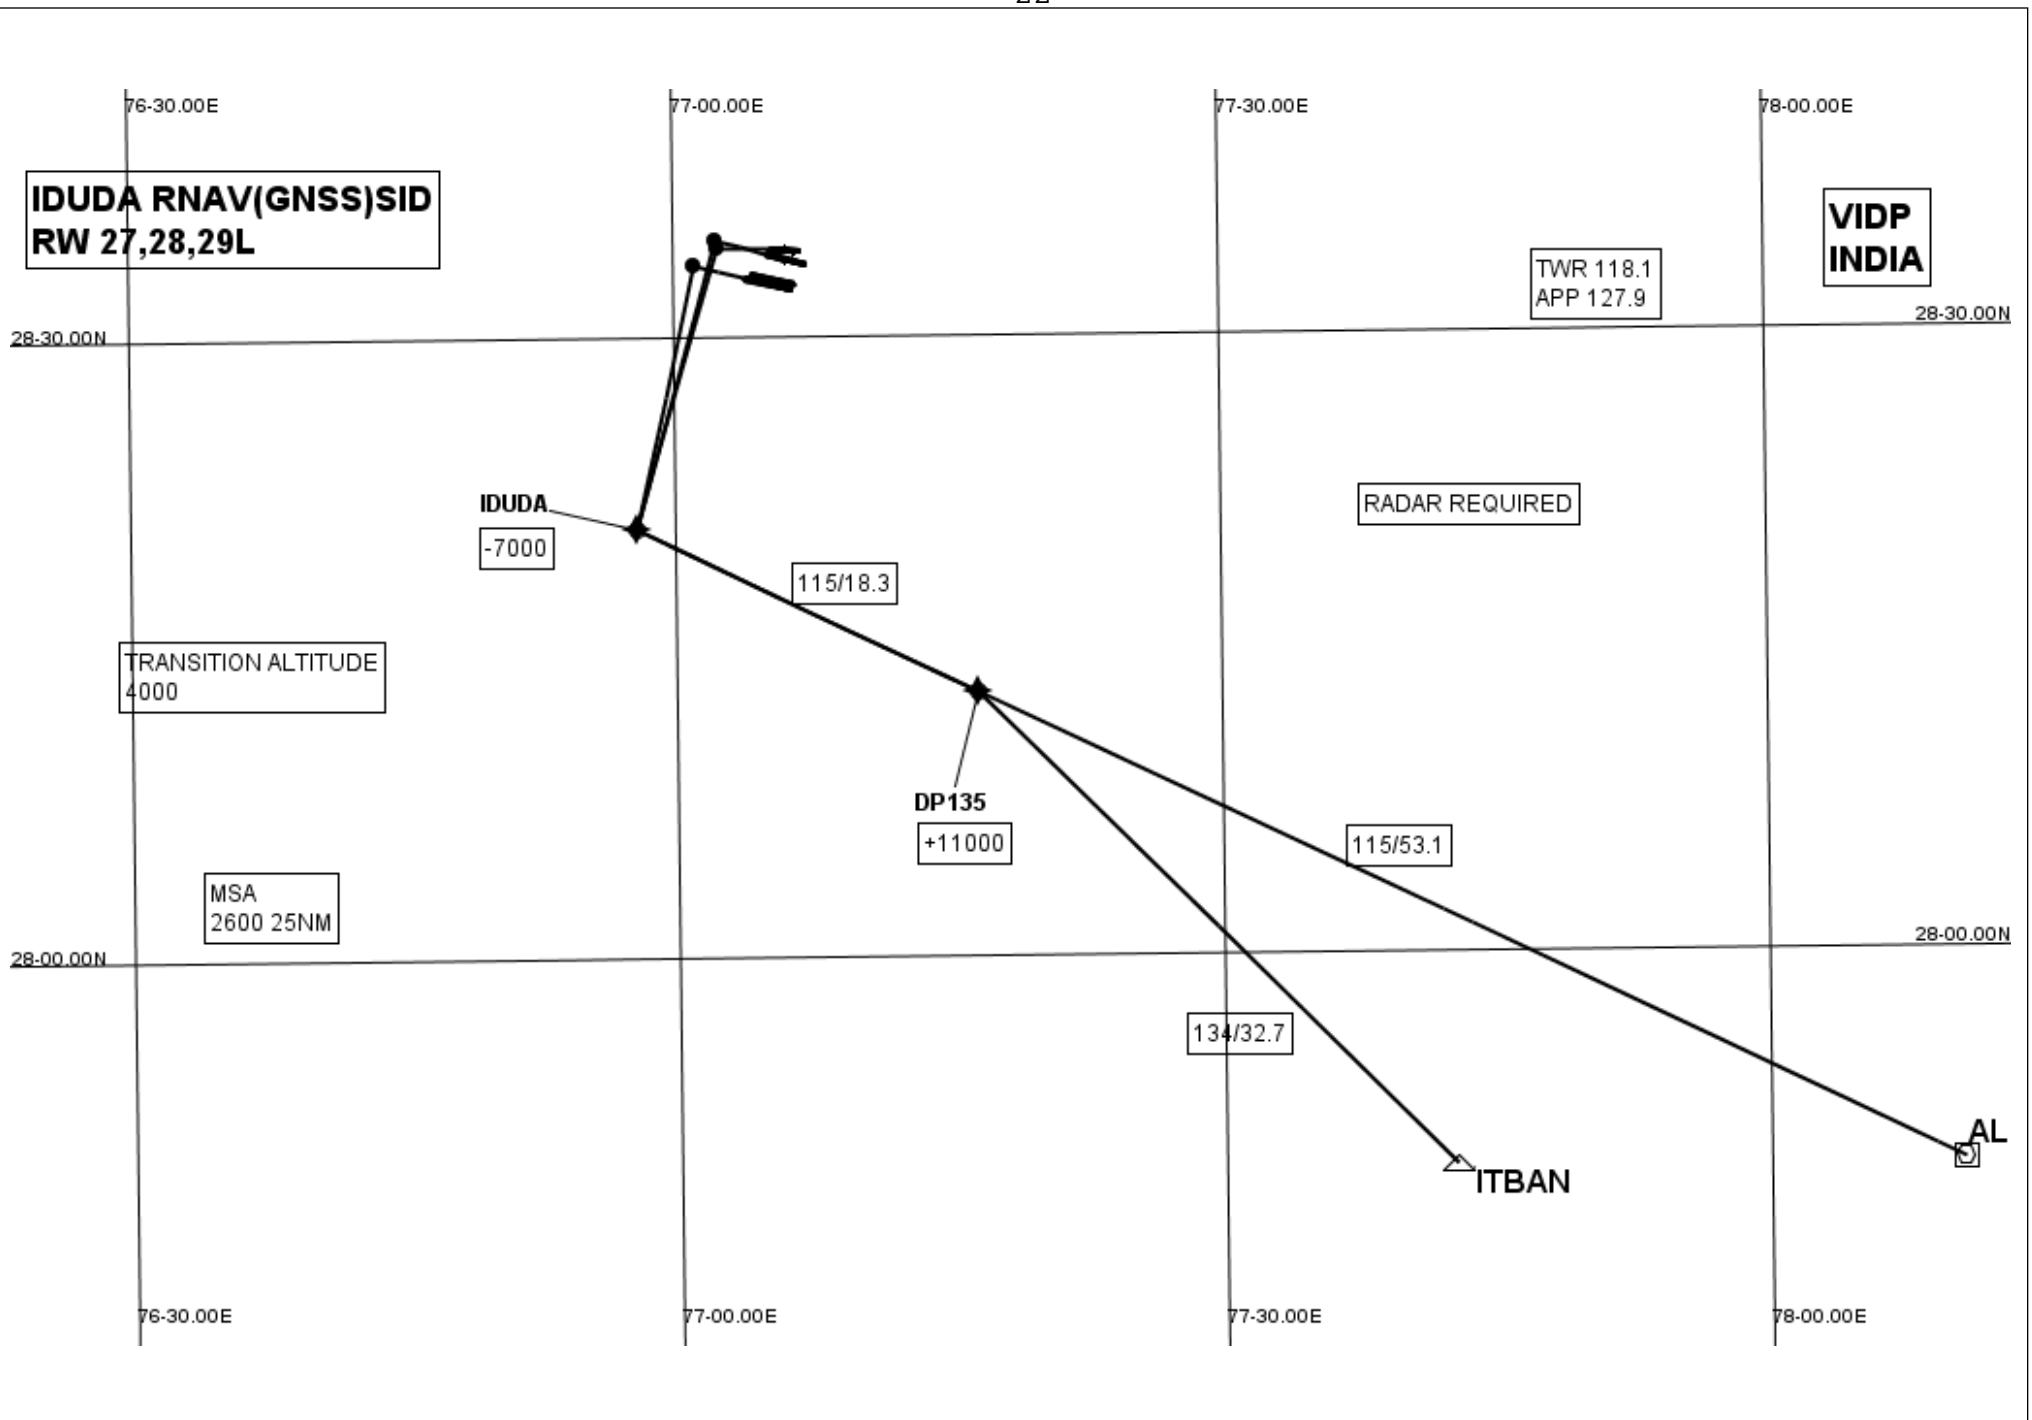 76-30.00E
77-00.00E
77-30.00E
78-00.00E
IDUDA RNAV(GNSS)SID
RW 27,28,29L
VIDP
INDIA
TWR 118.1
APP 127.9
28-30.00N
28-30.00N
IDUDA
-7000
RADAR REQUIRED
115/18.3
TRANSITION ALTITUDE
4000
DP135
+11000
115/53.1
MSA
2600 25NM
28-00.00N
28-00.00N
134/32.7
AL
ITBAN
76-30.00E
77-00.00E
77-30.00E
78-00.00E